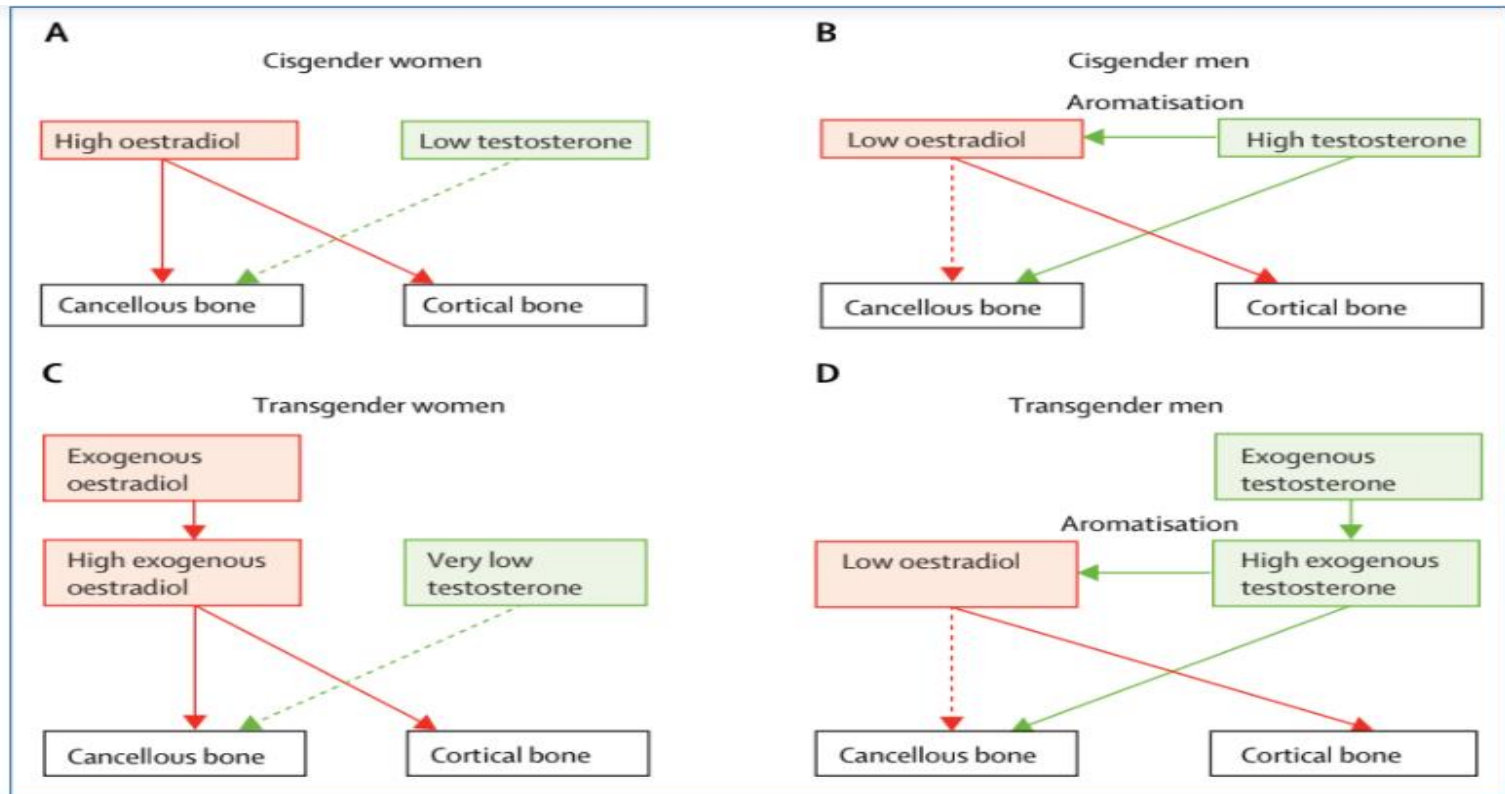 A
Cisgender women
High oestradiol
Low testosterone
Cancellous bone
Cortical bone
B
Cisgender men
Aromatisation
Low oestradiol
High testosterone
Cancellous bone
Cortical bone
C
Transgender women
Exogenous
oestradiol
High exogenous
oestradiol
Very low
testosterone
Cancellous bone
Cortical bone
D
Transgender men
Exogenous
testosterone
Aromatisation
Low oestradiol
High exogenous
testosterone
Cancellous bone
Cortical bone